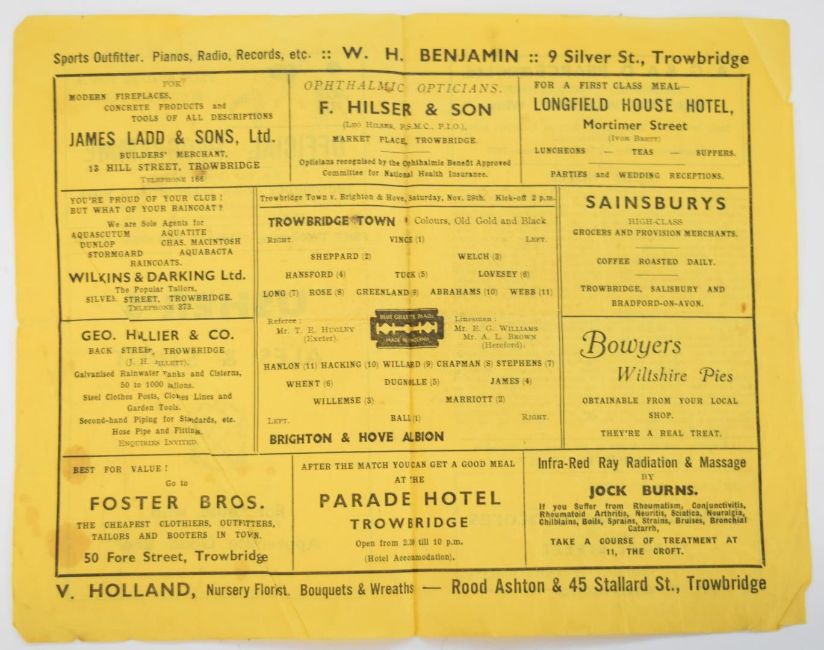 Sports Outfitter. Pianos, Radio, Records, etc. :: W. H. BENJAMIN :: 9 Silver St., Trowbridge
FOR
MODERN FIREPLACES,
CONCRETE PRODUCTS and
TOOLS OF ALL DESCRIPTIONS
JAMES LADD & SONS, Ltd.
BUILDERS' MERCHANT,
13 HILL STREET, TROWBRIDGE
TELEPHONE 166
OPHTHALMIC OPTICIANS.
F. HILSER & SON
(LEO HILSER, F.S.M.C., F.I.O.),
MARKET PLACE, TROWBRIDGE.
Opticians recognised by the Ophthalmic Benefit Approved
Committee for National Health Insurance.
FOR A FIRST CLASS MEAL—
LONGFIELD HOUSE HOTEL,
Mortimer Street
(IVOR BRETT)
LUNCHEONS — TEAS — SUPPERS.
PARTIES and WEDDING RECEPTIONS.
YOU'RE PROUD OF YOUR CLUB!
BUT WHAT OF YOUR RAINCOAT?
We are Sole Agents for
AQUASCUTUM AQUATITE
DUNLOP CHAS. MACINTOSH
STORMGARD AQUABACTA
RAINCOATS.
WILKINS & DARKING Ltd.
The Popular Tailors,
SILVER STREET, TROWBRIDGE.
TELEPHONE 373.
Trowbridge Town v. Brighton & Hove, Saturday, Nov. 29th. Kick-off 2 p.m.
TROWBRIDGE TOWN Colours, Old Gold and Black
RIGHT. VINCE (1) LEFT.
SHEPPARD (2) WELCH (3)
HANSFORD (4) TUCK (5) LOVESEY (6)
LONG (7) ROSE (8) GREENLAND (9) ABRAHAMS (10) WEBB (11)
Referee:
Mr. T. E. HUGLNY
(Exeter).
BLUE GILLETTE BLADE
MADE IN ENGLAND
Linesmen:
Mr. E. G. WILLIAMS
Mr. A. L. BROWN
(Hereford).
HANLON (11) HACKING (10) WILLARD (9) CHAPMAN (8) STEPHENS (7)
WHENT (6) DUGNOLLE (5) JAMES (4)
WILLEMSE (3) MARRIOTT (2)
LEFT. BALL (1) RIGHT.
BRIGHTON & HOVE ALBION
SAINSBURYS
HIGH-CLASS
GROCERS AND PROVISION MERCHANTS.
COFFEE ROASTED DAILY.
TROWBRIDGE, SALISBURY AND
BRADFORD-ON-AVON.
GEO. HILLIER & CO.
BACK STREET, TROWBRIDGE
Galvanised Rainwater Tanks and Cisterns,
50 to 1000 gallons.
Steel Clothes Posts, Clothes Lines and
Garden Tools.
Second-hand Piping for Standards, etc.
Hose Pipe and Fittings.
ENQUIRIES INVITED.
Bowyers
Wiltshire Pies
OBTAINABLE FROM YOUR LOCAL
SHOP.
THEY'RE A REAL TREAT.
BEST FOR VALUE!
Go to
FOSTER BROS.
THE CHEAPEST CLOTHIERS, OUTFITTERS,
TAILORS AND BOOTERS IN TOWN.
50 Fore Street, Trowbridge
AFTER THE MATCH YOUCAN GET A GOOD MEAL
AT THE
PARADE HOTEL
TROWBRIDGE
Open from 2.30 till 10 p.m.
(Hotel Accomodation).
Infra-Red Ray Radiation & Massage
BY
JOCK BURNS.
If you Suffer from Rheumatism, Conjunctivitis,
Rheumatoid Arthritis, Neuritis, Sciatica, Neuralgia,
Chilblains, Boils, Sprains, Strains, Bruises, Bronchial
Catarrh,
TAKE A COURSE OF TREATMENT AT
11, THE CROFT.
V. HOLLAND, Nursery Florist. Bouquets & Wreaths — Rood Ashton & 45 Stallard St., Trowbridge